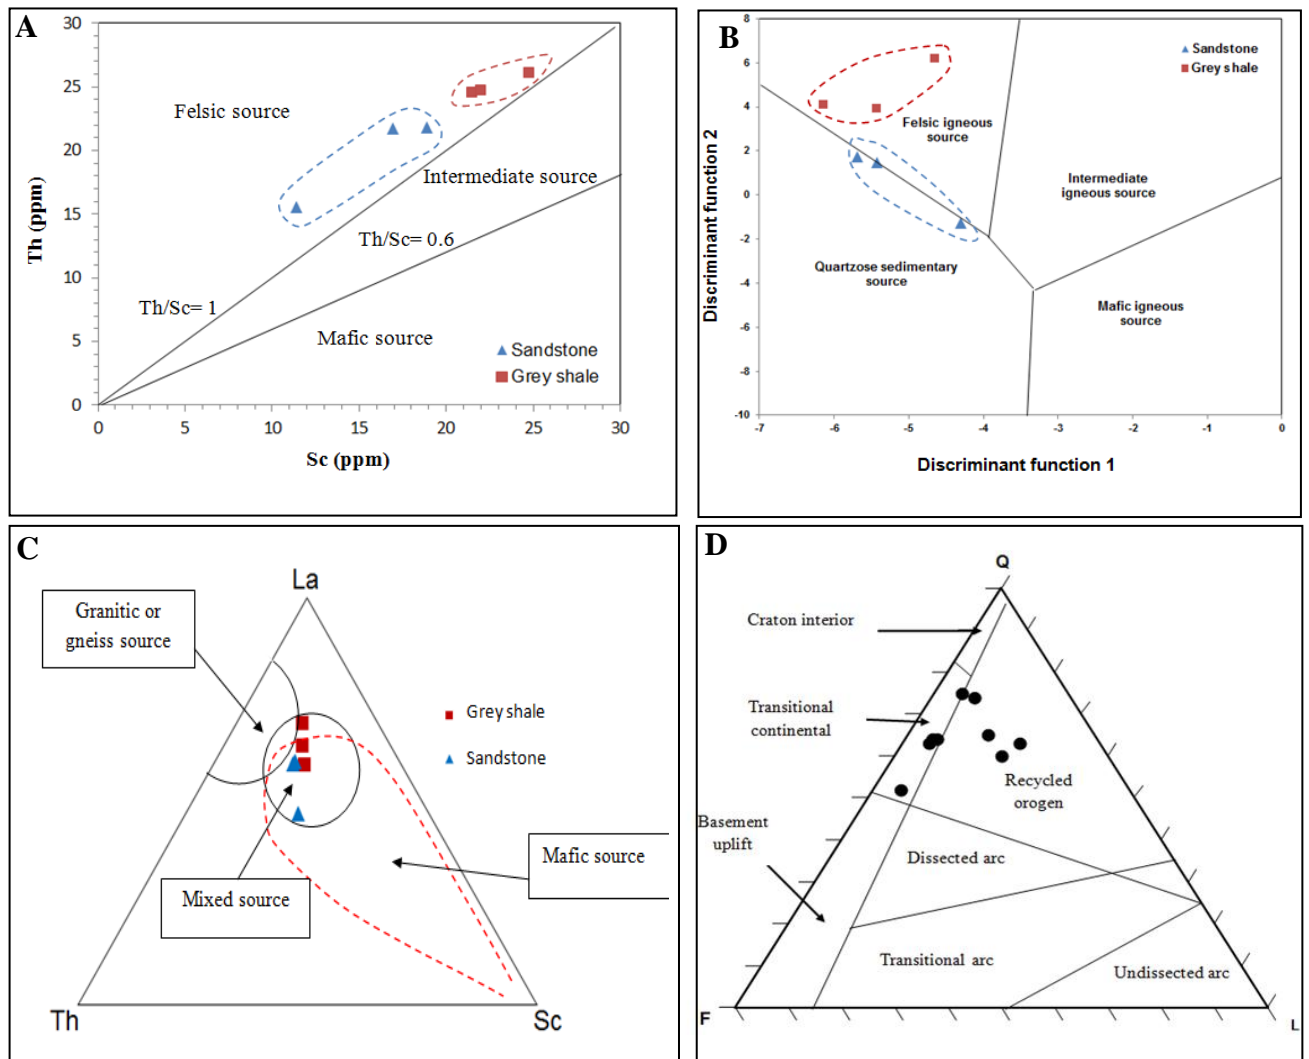 A
30
25
20
15
10
5
0
Th (ppm)
Felsic source
Intermediate source
Th/Sc= 0.6
Th/Sc= 1
Mafic source
Sandstone
Grey shale
0 5 10 15 20 25 30
Sc (ppm)
B
8
6
4
2
0
-2
-4
-6
-8
-10
Discriminant function 2
Sandstone
Grey shale
Felsic igneous
source
Intermediate
igneous source
Quartzose sedimentary
source
Mafic igneous
source
-7 -6 -5 -4 -3 -2 -1 0
Discriminant function 1
C
La
Granitic or
gneiss source
Grey shale
Sandstone
Mafic source
Mixed source
Th
Sc
D
Q
Craton interior
Transitional
continental
Recycled
orogen
Basement
uplift
Dissected arc
Transitional arc
Undissected arc
F
L